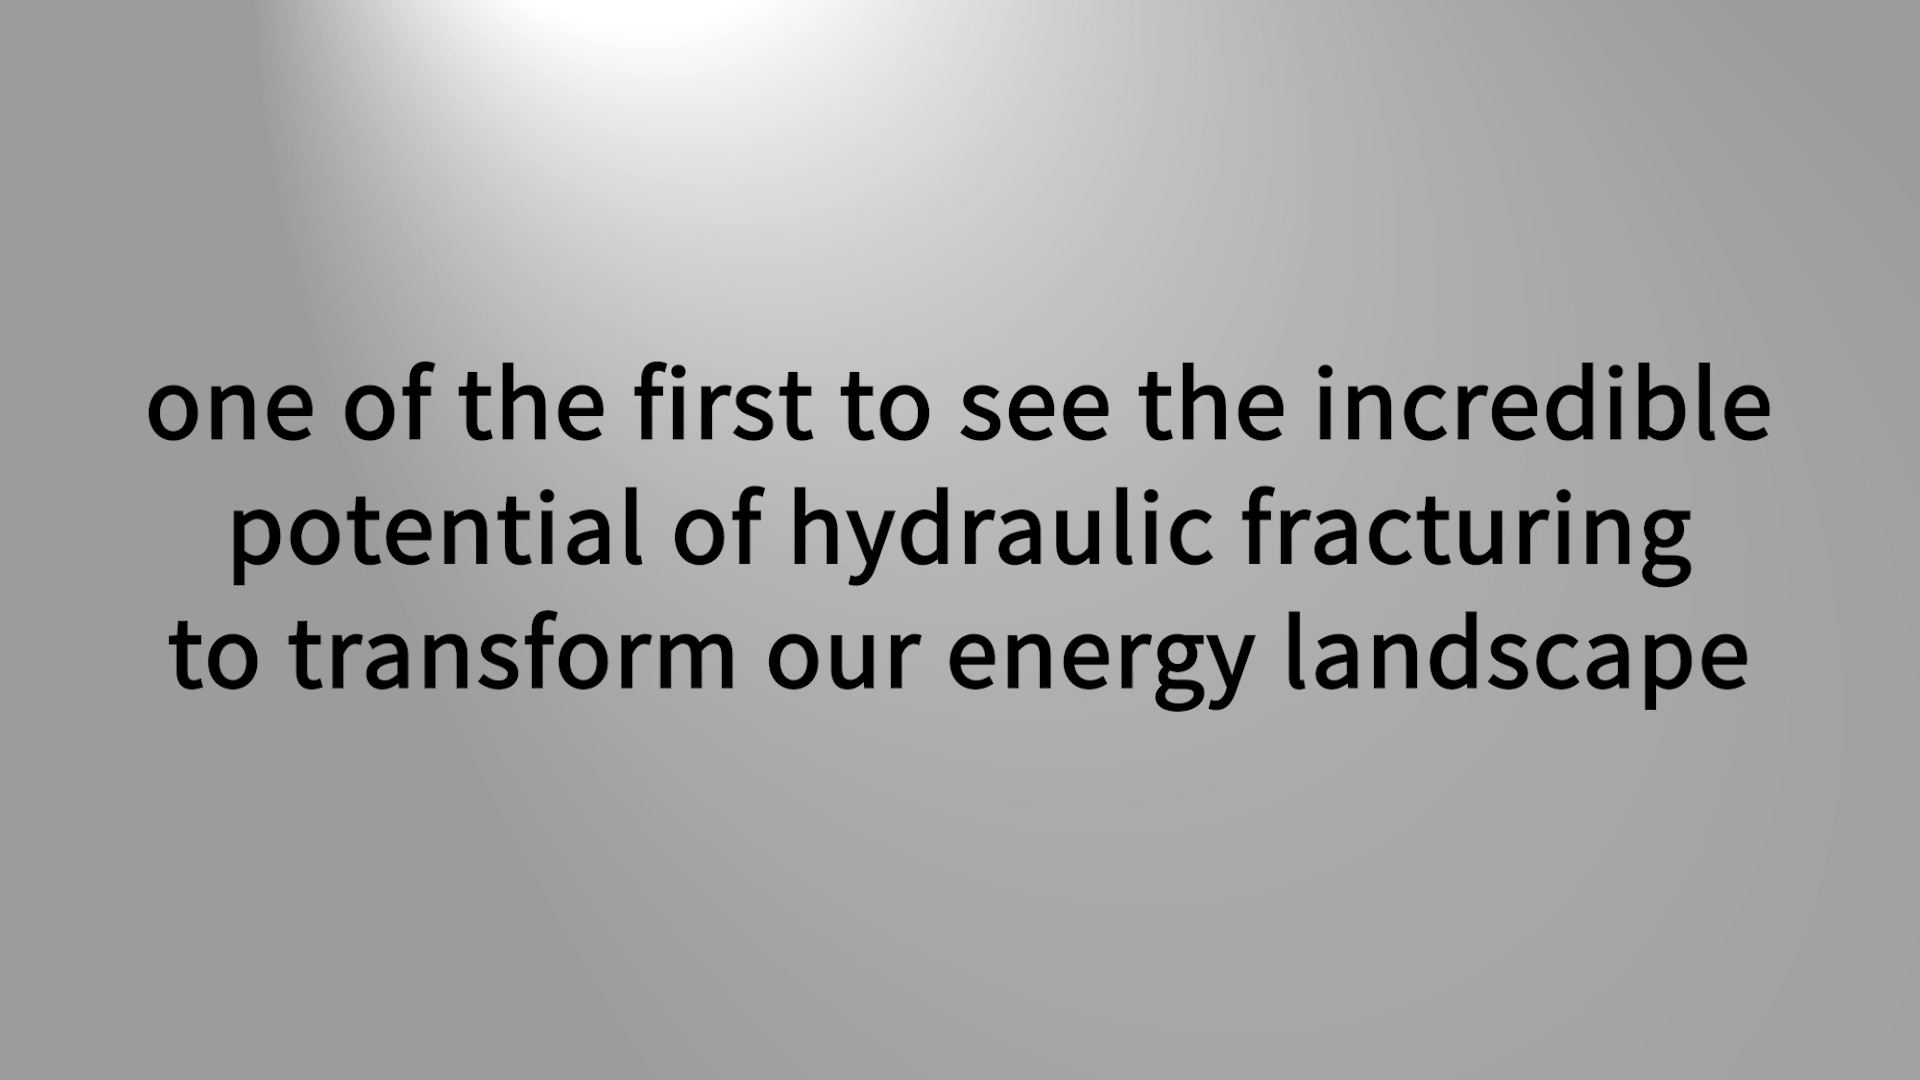 one of the first to see the incredible
potential of hydraulic fracturing
to transform our energy landscape